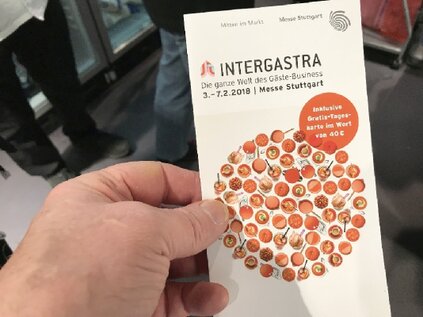 Mitten im Markt
Messe Stuttgart
INTERGASTRA
Die ganze Welt des Gäste-Business
3.–7.2.2018 | Messe Stuttgart
Inklusive
Gratis-Tages-
karte im Wert
von 40 €